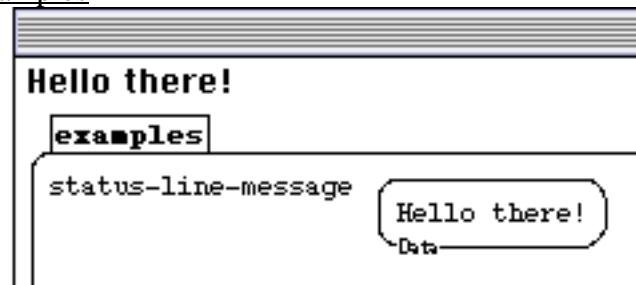 Hello there!
examples
status-line-message
Hello there!
Data